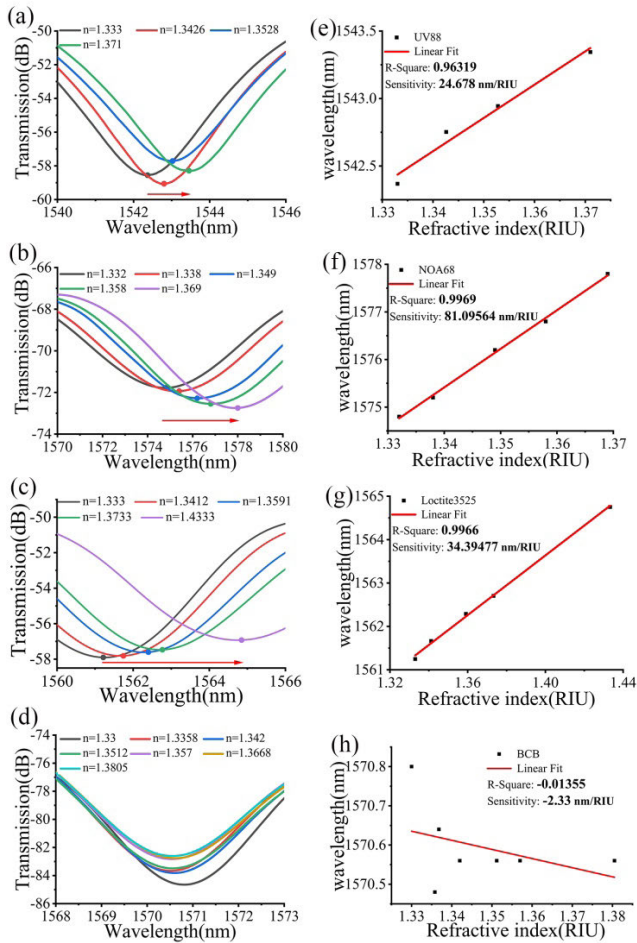 (a)
Transmission(dB)
-50
-53
-56
-59
-60
n=1.333 n=1.3426 n=1.3528
n=1.371
1540 1542 1544 1546
Wavelength(nm)
(e)
wavelength(nm)
1543.5
1543.0
1542.5
UV88
Linear Fit
R-Square: 0.96319
Sensitivity: 24.678 nm/RIU
1.33 1.34 1.35 1.36 1.37
Refractive index(RIU)
(b)
Transmission(dB)
-66
-68
-70
-72
-74
n=1.332 n=1.338 n=1.349
n=1.358 n=1.369
1570 1572 1574 1576 1578 1580
Wavelength(nm)
(f)
wavelength(nm)
1578
1577
1576
1575
NOA68
Linear Fit
R-Square: 0.9969
Sensitivity: 81.09564 nm/RIU
1.33 1.34 1.35 1.36 1.37
Refractive index(RIU)
(c)
Transmission(dB)
-50
-52
-54
-56
-58
n=1.333 n=1.3412 n=1.3591
n=1.3733 n=1.4333
1560 1562 1564 1566
Wavelength(nm)
(g)
wavelength(nm)
1565
1564
1563
1562
1561
Loctite3525
Linear Fit
R-Square: 0.9966
Sensitivity: 34.39477 nm/RIU
1.32 1.36 1.40 1.44
Refractive index(RIU)
(d)
Transmission(dB)
-74
-76
-78
-80
-82
-84
-86
n=1.33 n=1.3358 n=1.342
n=1.3512 n=1.357 n=1.3668
n=1.3805
1568 1569 1570 1571 1572 1573
Wavelength(nm)
(h)
wavelength(nm)
1570.8
1570.7
1570.6
1570.5
BCB
Linear Fit
R-Square: -0.01355
Sensitivity: -2.33 nm/RIU
1.33 1.34 1.35 1.36 1.37 1.38
Refractive index(RIU)